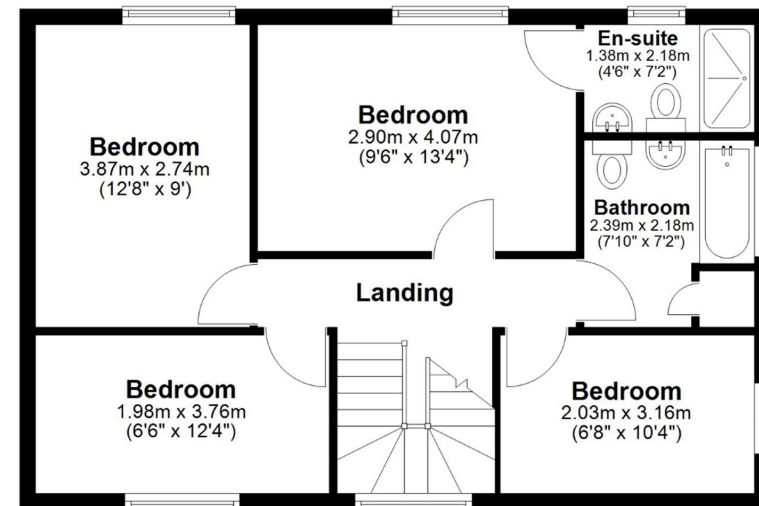 En-suite
1.38m x 2.18m
(4'6" x 7'2")
Bedroom
2.90m x 4.07m
(9'6" x 13'4")
Bedroom
3.87m x 2.74m
(12'8" x 9')
Bathroom
2.39m x 2.18m
(7'10" x 7'2")
Landing
Bedroom
1.98m x 3.76m
(6'6" x 12'4")
Bedroom
2.03m x 3.16m
(6'8" x 10'4")